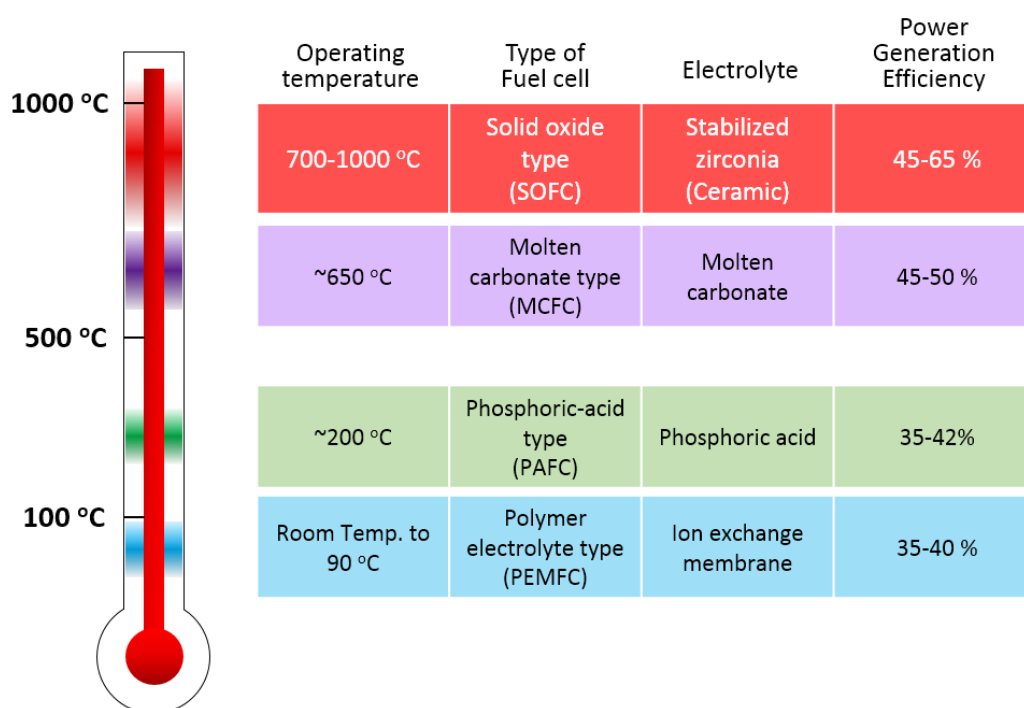 Operating
temperature
Type of
Fuel cell
Electrolyte
Power
Generation
Efficiency
1000 °C
700-1000 °C
Solid oxide
type
(SOFC)
Stabilized
zirconia
(Ceramic)
45-65 %
~650 °C
Molten
carbonate type
(MCFC)
Molten
carbonate
45-50 %
500 °C
~200 °C
Phosphoric-acid
type
(PAFC)
Phosphoric acid
35-42%
100 °C
Room Temp. to
90 °C
Polymer
electrolyte type
(PEMFC)
Ion exchange
membrane
35-40 %